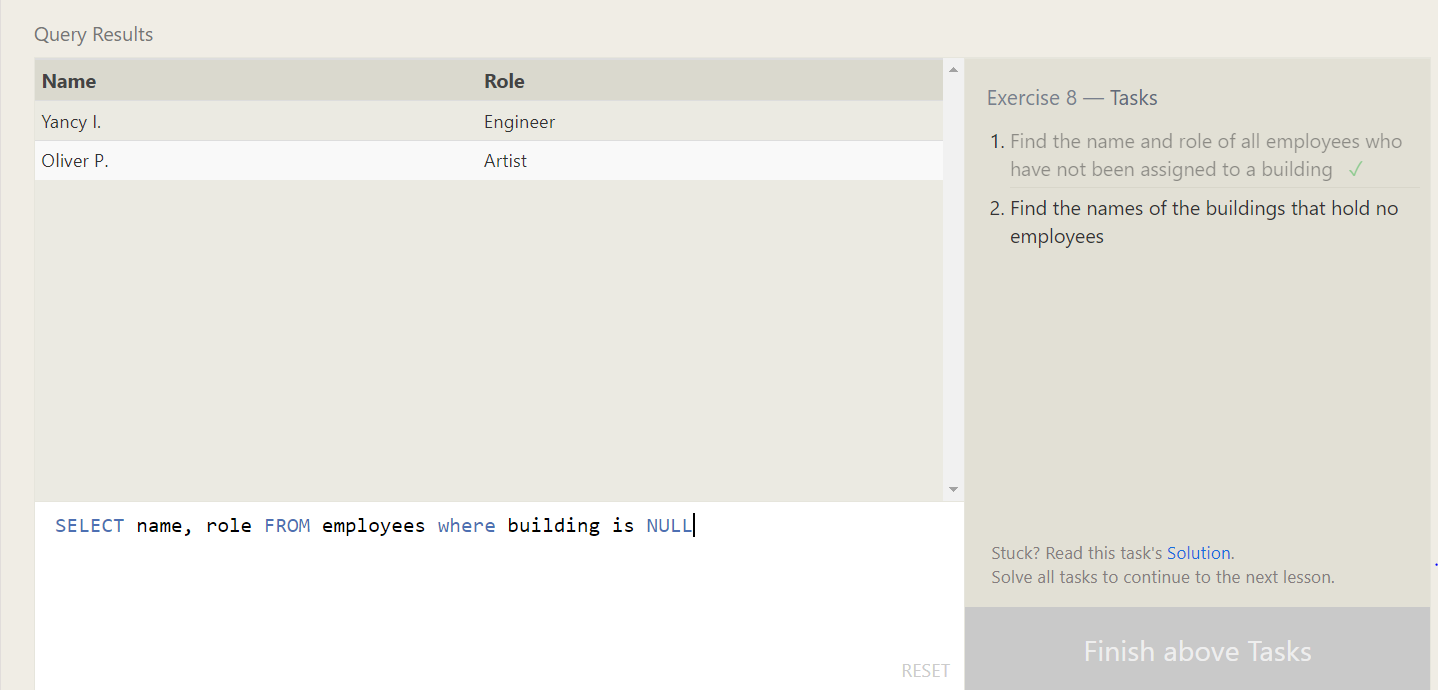 Query Results
Name Role
Yancy I. Engineer
Oliver P. Artist
SELECT name, role FROM employees where building is NULL
RESET
Exercise 8 — Tasks
1. Find the name and role of all employees who
have not been assigned to a building ✓
2. Find the names of the buildings that hold no
employees
Stuck? Read this task's Solution.
Solve all tasks to continue to the next lesson.
Finish above Tasks